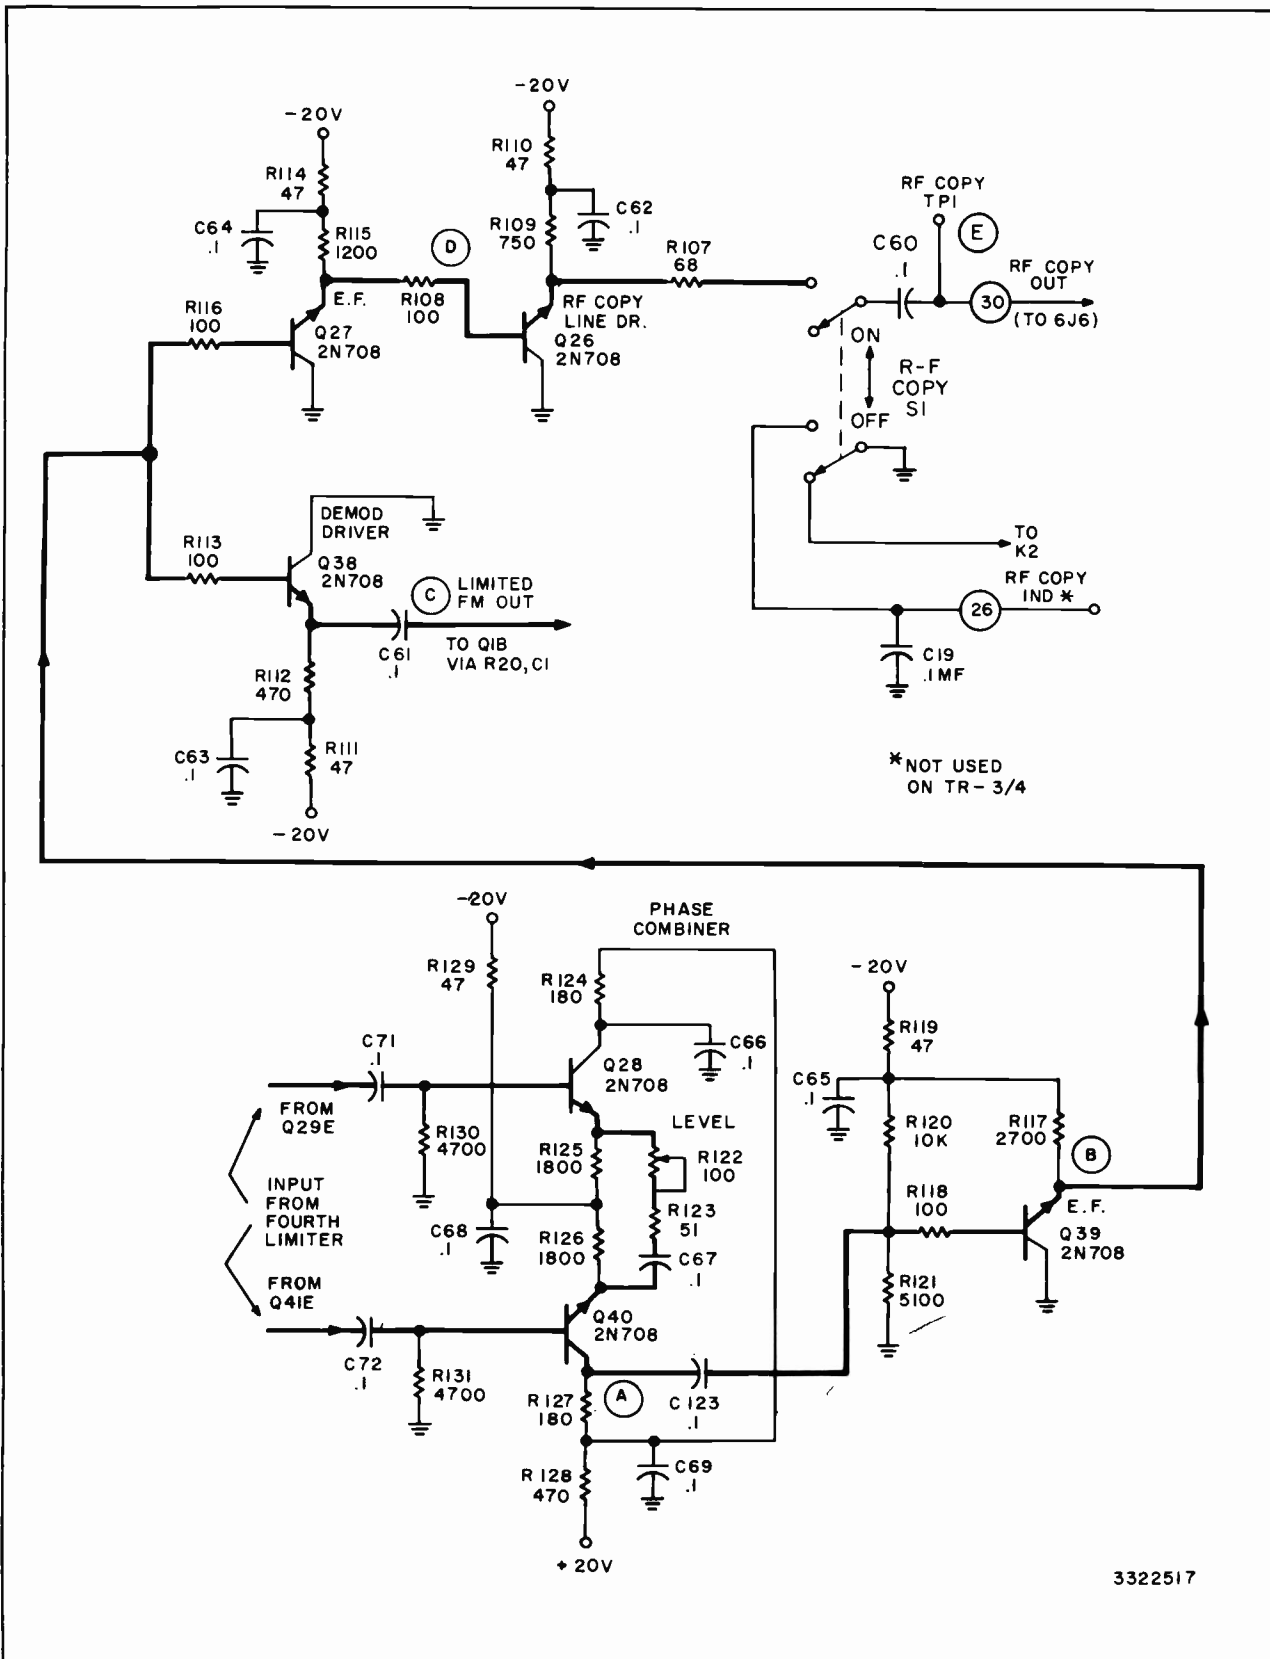 -20V
R114
47
C64
.1
R115
1200
R116
100
E.F.
Q27
2N708
D
R108
100
-20V
R110
47
R109
750
C62
.1
R107
68
RF COPY
LINE DR.
Q26
2N708
RF COPY
TP1
E
C60
.1
RF COPY
OUT
30
(TO 6J6)
ON
R-F
COPY
S1
OFF
TO
K2
RF COPY
IND *
26
C19
.1MF
*NOT USED
ON TR-3/4
DEMOD
DRIVER
R113
100
Q38
2N708
C
LIMITED
FM OUT
C61
.1
TO Q1B
VIA R20, C1
R112
470
C63
.1
R111
47
-20V
-20V
R129
47
PHASE
COMBINER
R124
180
C66
.1
C71
.1
Q28
2N708
FROM
Q29E
R130
4700
R125
1800
LEVEL
R122
100
R123
51
INPUT
FROM
FOURTH
LIMITER
C68
.1
R126
1800
C67
.1
FROM
Q41E
Q40
2N708
C72
.1
R131
4700
A
R127
180
C123
.1
R128
470
C69
.1
+20V
-20V
R119
47
C65
.1
R120
10K
R117
2700
B
R118
100
E.F.
Q39
2N708
R121
5100
3322517